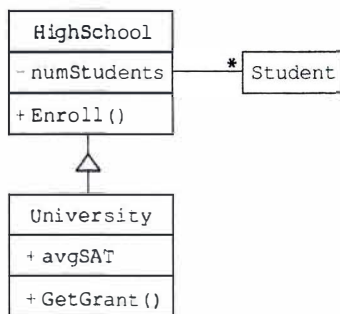 HighSchool
- numStudents
* Student
+ Enroll()
University
+ avgSAT
+ GetGrant()